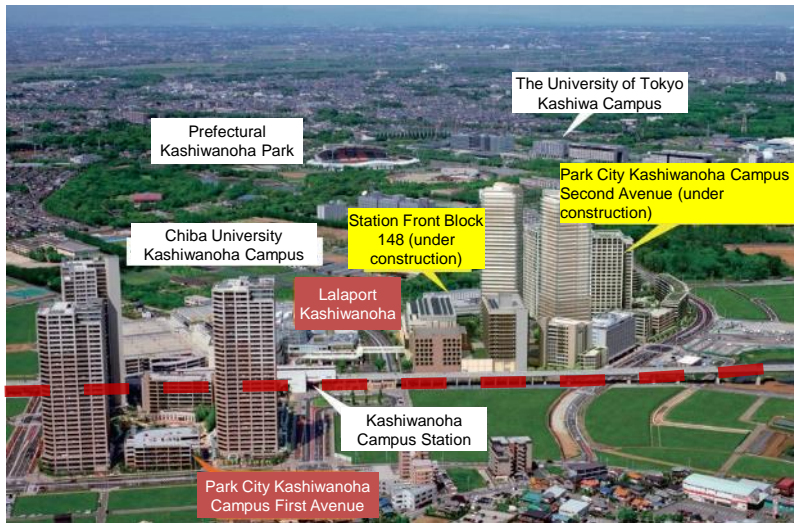 The University of Tokyo
Kashiwa Campus
Prefectural
Kashiwanoha Park
Park City Kashiwanoha Campus
Second Avenue (under
construction)
Station Front Block
148 (under
construction)
Chiba University
Kashiwanoha Campus
Lalaport
Kashiwanoha
Kashiwanoha
Campus Station
Park City Kashiwanoha
Campus First Avenue